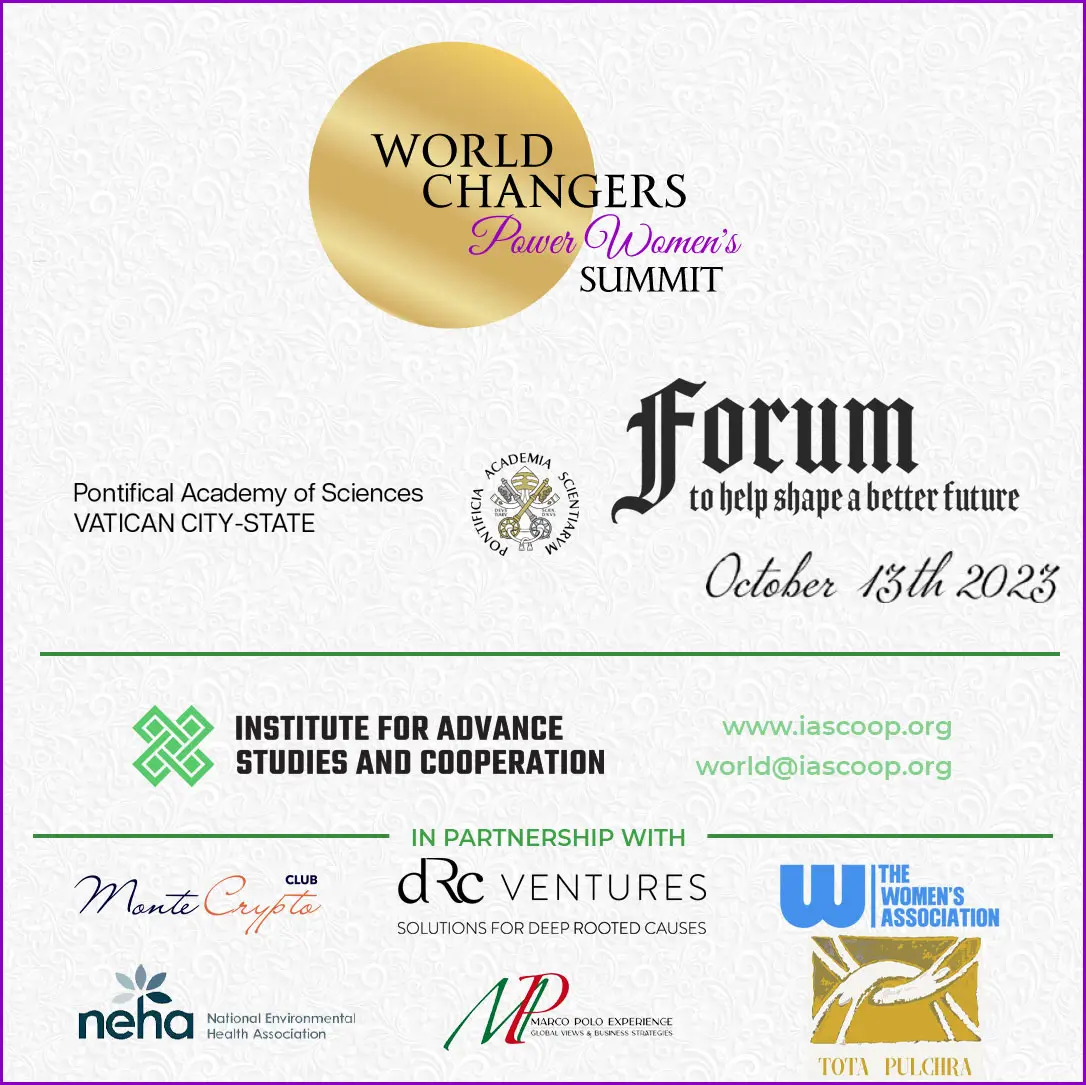 WORLD
CHANGERS
Power Women's
SUMMIT
Forum
to help shape a better future
Pontifical Academy of Sciences
VATICAN CITY-STATE
PONTIFICIA ACADEMIA SCIENTIARVM
October 13th 2023
INSTITUTE FOR ADVANCE
STUDIES AND COOPERATION
www.iascoop.org
world@iascoop.org
IN PARTNERSHIP WITH
Monte Crypto CLUB
dRc VENTURES
SOLUTIONS FOR DEEP ROOTED CAUSES
W THE
WOMEN'S
ASSOCIATION
neha National Environmental
Health Association
MP MARCO POLO EXPERIENCE
GLOBAL VIEWS & BUSINESS STRATEGIES
TOTA PULCHRA